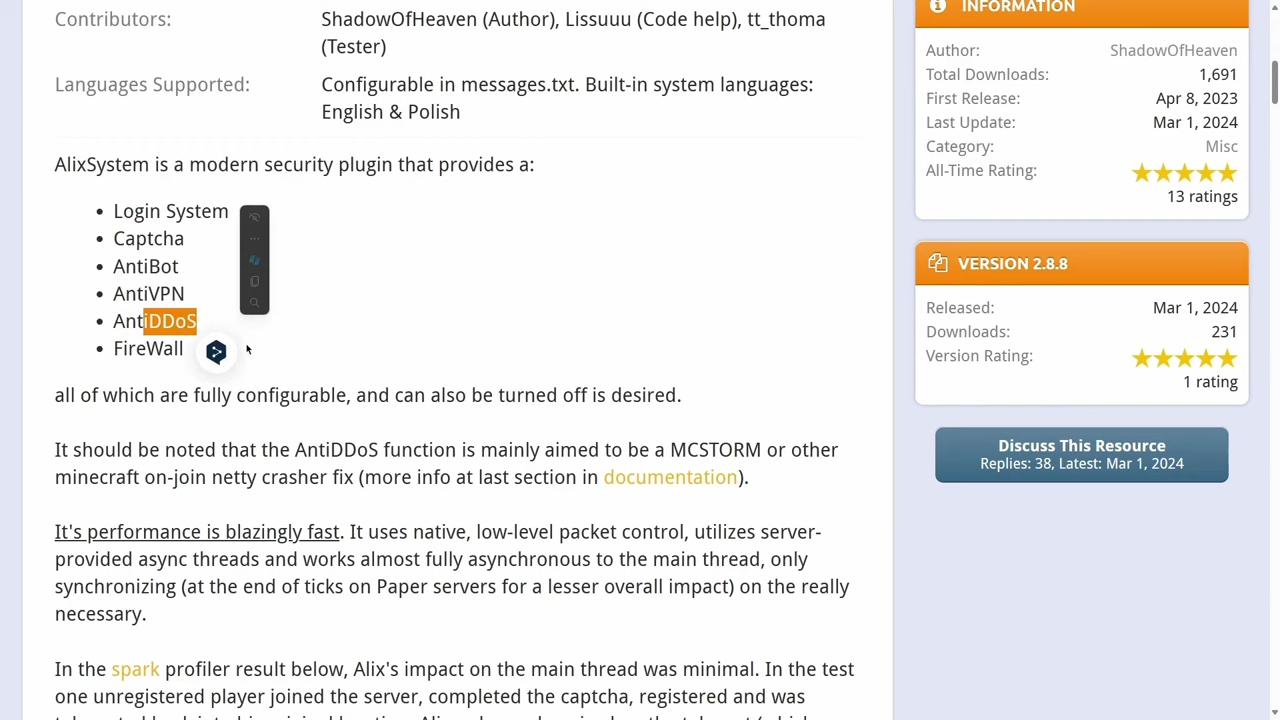 Contributors: ShadowOfHeaven (Author), Lissuuu (Code help), tt_thoma
(Tester)
Languages Supported: Configurable in messages.txt. Built-in system languages:
English & Polish
AlixSystem is a modern security plugin that provides a:
• Login System
• Captcha
• AntiBot
• AntiVPN
• AntiDDoS
• FireWall
all of which are fully configurable, and can also be turned off is desired.
It should be noted that the AntiDDoS function is mainly aimed to be a MCSTORM or other
minecraft on-join netty crasher fix (more info at last section in documentation).
It's performance is blazingly fast. It uses native, low-level packet control, utilizes server-
provided async threads and works almost fully asynchronous to the main thread, only
synchronizing (at the end of ticks on Paper servers for a lesser overall impact) on the really
necessary.
In the spark profiler result below, Alix's impact on the main thread was minimal. In the test
one unregistered player joined the server, completed the captcha, registered and was
INFORMATION
Author: ShadowOfHeaven
Total Downloads: 1,691
First Release: Apr 8, 2023
Last Update: Mar 1, 2024
Category: Misc
All-Time Rating:
13 ratings
VERSION 2.8.8
Released: Mar 1, 2024
Downloads: 231
Version Rating:
1 rating
Discuss This Resource
Replies: 38, Latest: Mar 1, 2024